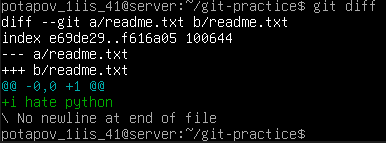 potapov_1iis_41@server:~/git-practice$ git diff
diff --git a/readme.txt b/readme.txt
index e69de29..f616a05 100644
--- a/readme.txt
+++ b/readme.txt
@@ -0,0 +1 @@
+i hate python
\ No newline at end of file
potapov_1iis_41@server:~/git-practice$